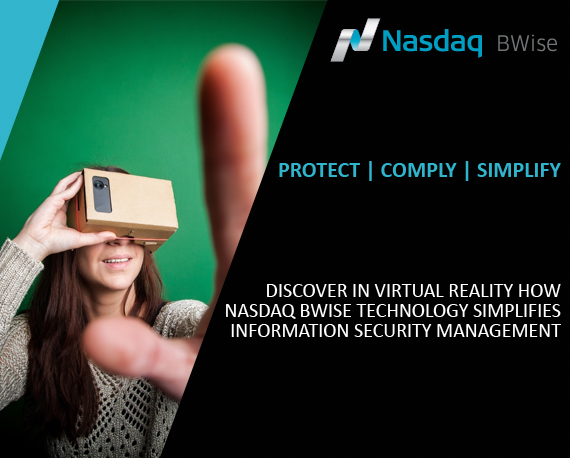 Nasdaq BWise
PROTECT | COMPLY | SIMPLIFY
DISCOVER IN VIRTUAL REALITY HOW
NASDAQ BWISE TECHNOLOGY SIMPLIFIES
INFORMATION SECURITY MANAGEMENT